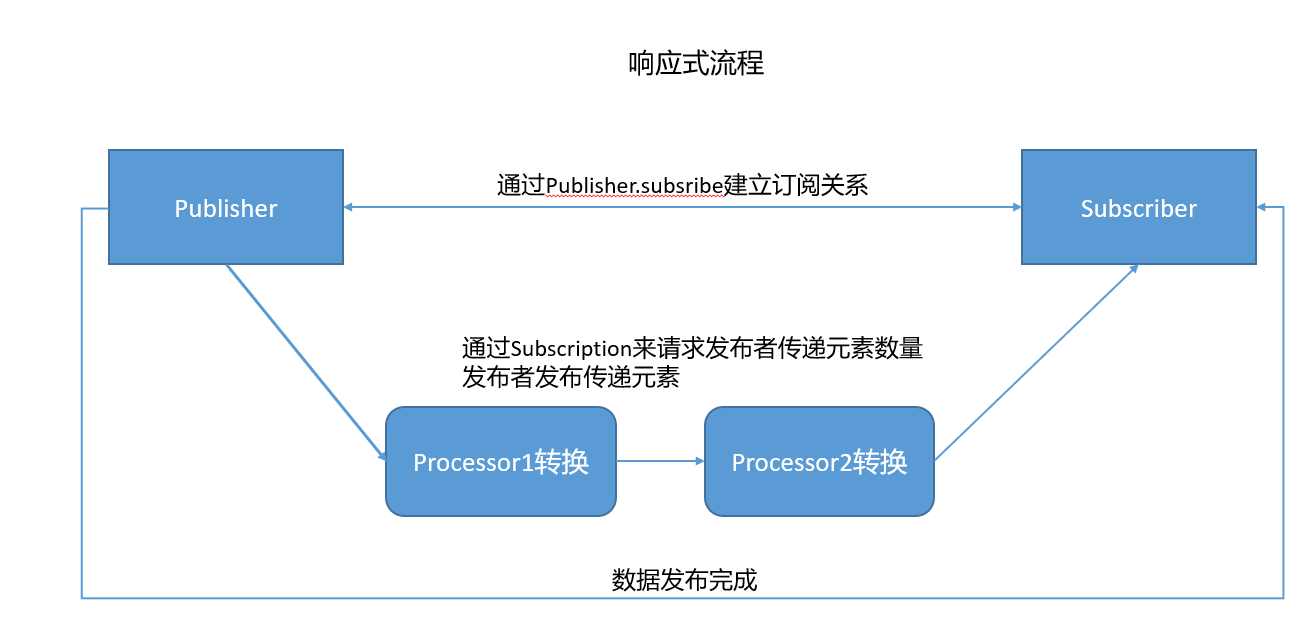 响应式流程
通过Publisher.subsribe建立订阅关系
Publisher
Subscriber
通过Subscription来请求发布者传递元素数量
发布者发布传递元素
Processor1转换
Processor2转换
数据发布完成